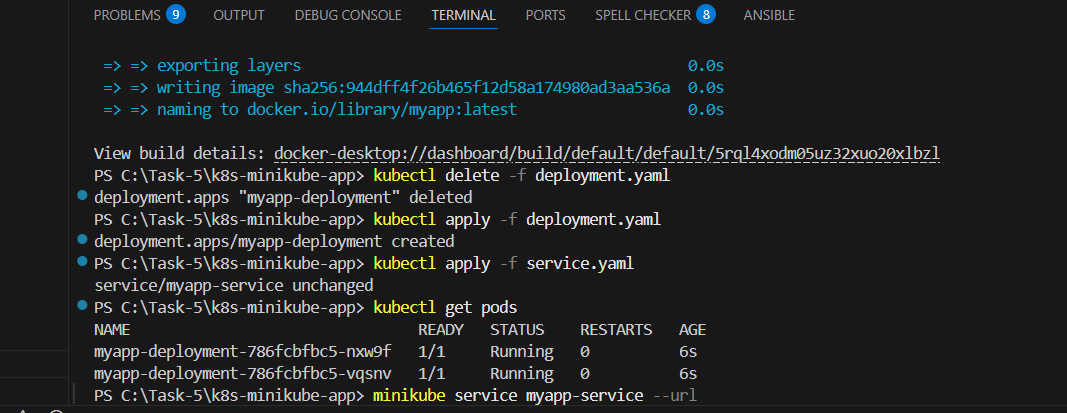 PROBLEMS 9 OUTPUT DEBUG CONSOLE TERMINAL PORTS SPELL CHECKER 8 ANSIBLE
=> => exporting layers 0.0s
=> => writing image sha256:944dff4f26b465f12d58a174980ad3aa536a 0.0s
=> => naming to docker.io/library/myapp:latest 0.0s
View build details: docker-desktop://dashboard/build/default/default/5rql4xodm05uz32xuo20xlbzl
PS C:\Task-5\k8s-minikube-app> kubectl delete -f deployment.yaml
deployment.apps "myapp-deployment" deleted
PS C:\Task-5\k8s-minikube-app> kubectl apply -f deployment.yaml
deployment.apps/myapp-deployment created
PS C:\Task-5\k8s-minikube-app> kubectl apply -f service.yaml
service/myapp-service unchanged
PS C:\Task-5\k8s-minikube-app> kubectl get pods
NAME READY STATUS RESTARTS AGE
myapp-deployment-786fcbfbc5-nxw9f 1/1 Running 0 6s
myapp-deployment-786fcbfbc5-vqsnv 1/1 Running 0 6s
PS C:\Task-5\k8s-minikube-app> minikube service myapp-service --url